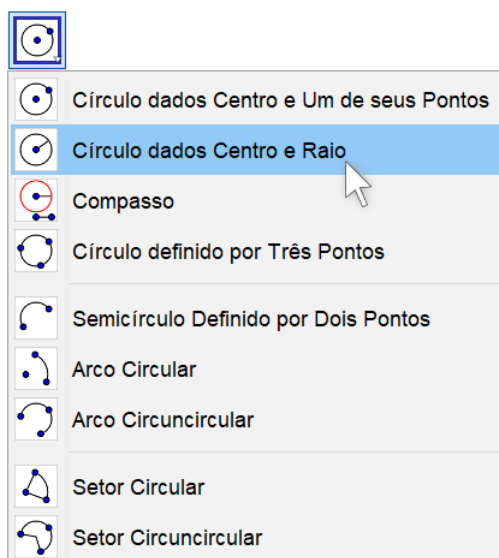 Círculo dados Centro e Um de seus Pontos
Círculo dados Centro e Raio
Compasso
Círculo definido por Três Pontos
Semicírculo Definido por Dois Pontos
Arco Circular
Arco Circuncircular
Setor Circular
Setor Circuncircular